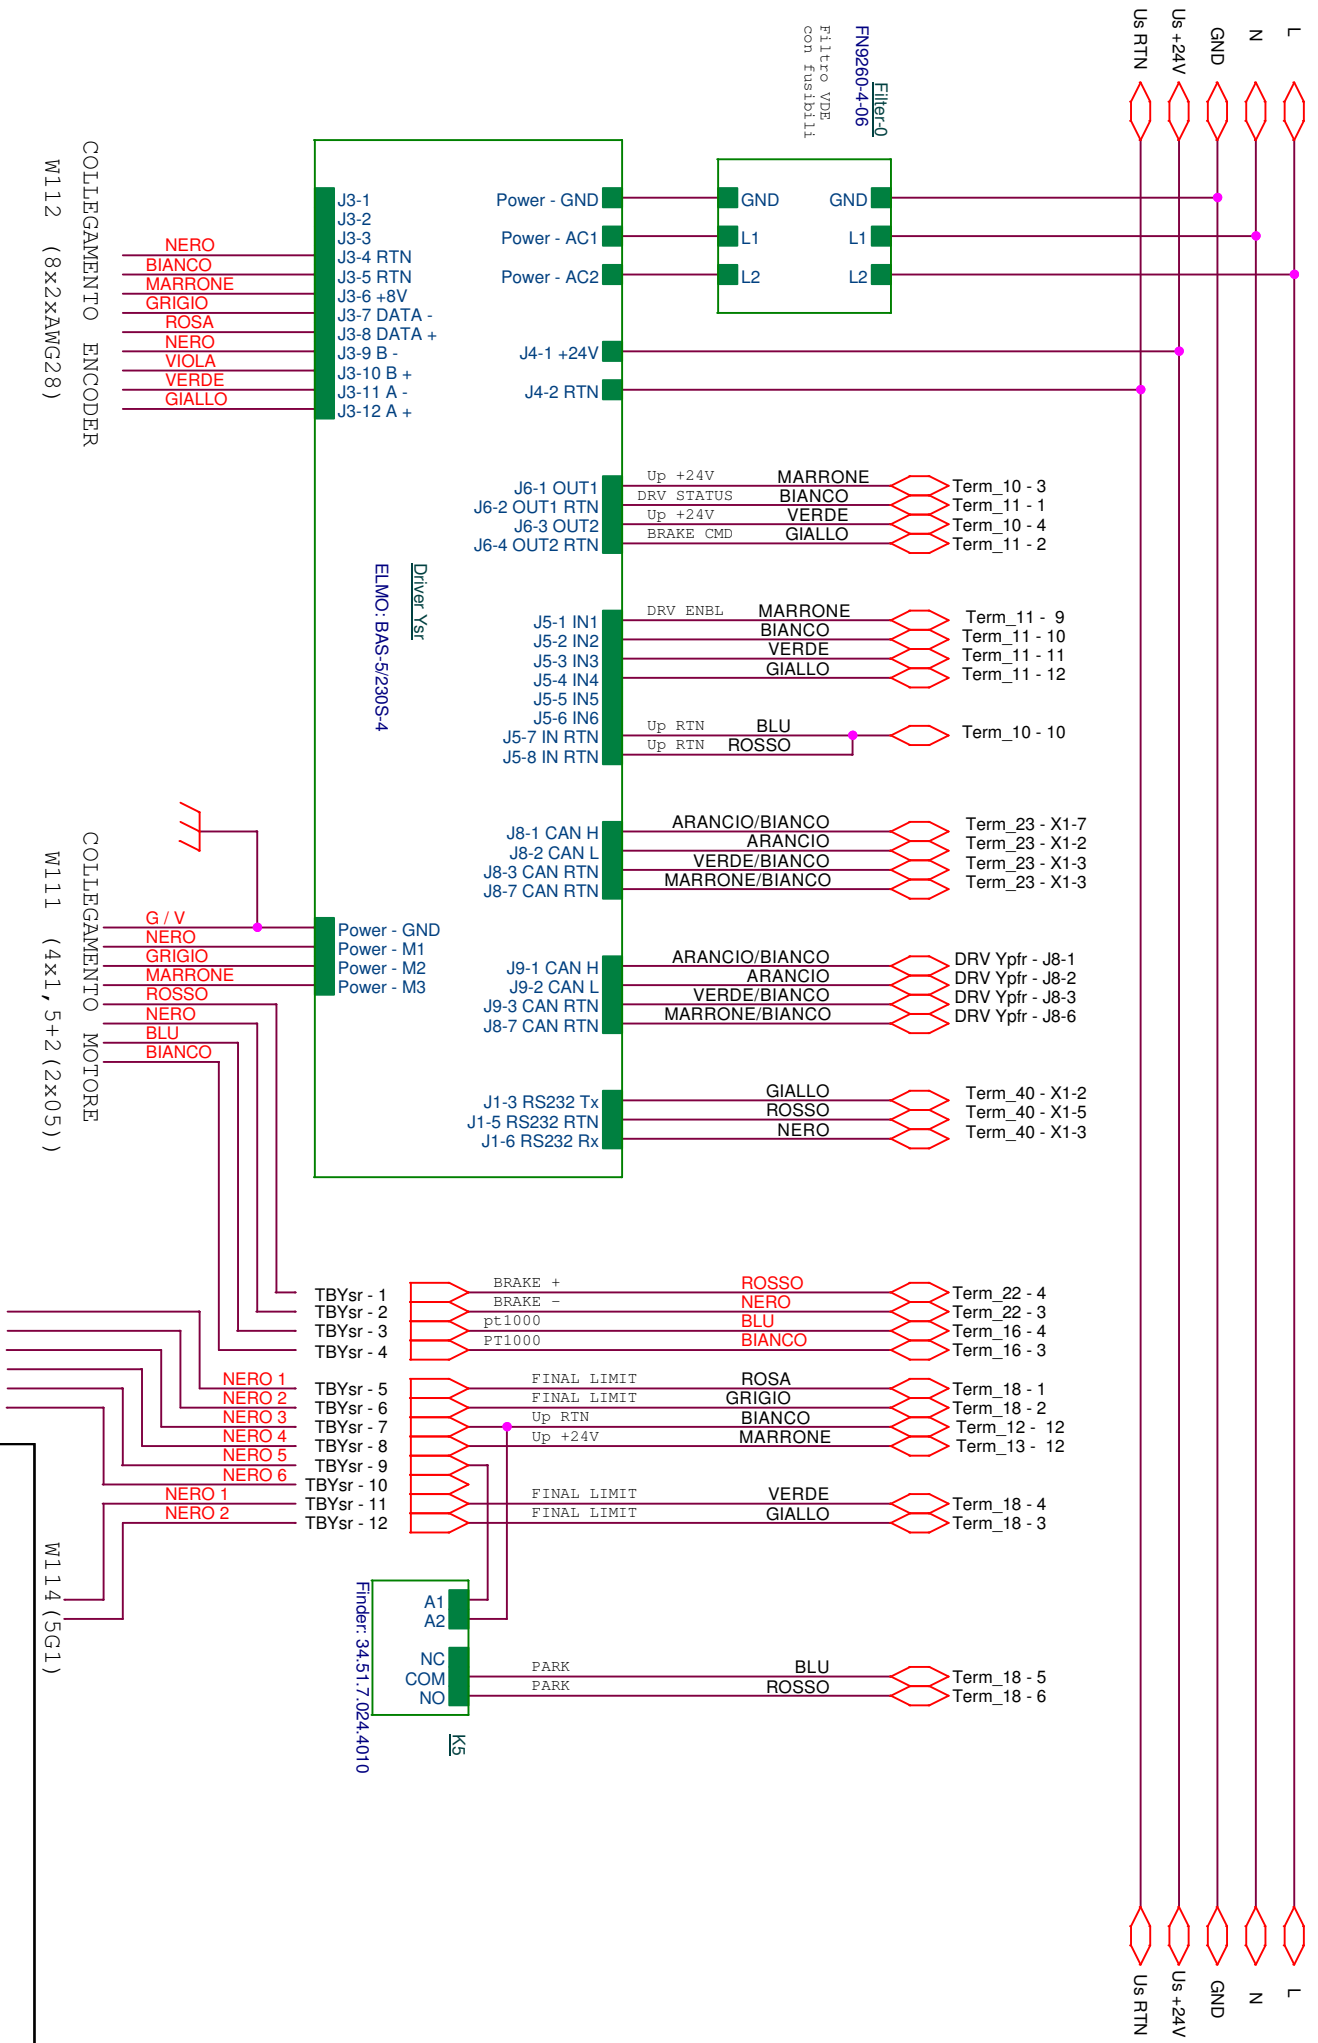 L
N
GND
Us +24V
Us RTN
Filter-0
FN9260-4-06
Filtro VDE
con fusibili
GND
L1
L2
GND
L1
L2
Power - GND
Power - AC1
Power - AC2
J4-1 +24V
J4-2 RTN
J3-1
J3-2
J3-3
J3-4 RTN
J3-5 RTN
J3-6 +8V
J3-7 DATA -
J3-8 DATA +
J3-9 B -
J3-10 B +
J3-11 A -
J3-12 A +
NERO
BIANCO
MARRONE
GRIGIO
ROSA
NERO
VIOLA
VERDE
GIALLO
COLLEGAMENTO ENCODER
W112 (8x2xAWG28)
J6-1 OUT1 Up +24V MARRONE Term_10 - 3
J6-2 OUT1 RTN DRV STATUS BIANCO Term_11 - 1
J6-3 OUT2 Up +24V VERDE Term_10 - 4
J6-4 OUT2 RTN BRAKE CMD GIALLO Term_11 - 2
Driver Ysr
ELMO: BAS-5/230S-4
J5-1 IN1 DRV ENBL MARRONE Term_11 - 9
J5-2 IN2 BIANCO Term_11 - 10
J5-3 IN3 VERDE Term_11 - 11
J5-4 IN4 GIALLO Term_11 - 12
J5-5 IN5
J5-6 IN6
J5-7 IN RTN Up RTN BLU Term_10 - 10
J5-8 IN RTN Up RTN ROSSO
J8-1 CAN H ARANCIO/BIANCO Term_23 - X1-7
J8-2 CAN L ARANCIO Term_23 - X1-2
J8-3 CAN RTN VERDE/BIANCO Term_23 - X1-3
J8-7 CAN RTN MARRONE/BIANCO Term_23 - X1-3
J9-1 CAN H ARANCIO/BIANCO DRV Ypfr - J8-1
J9-2 CAN L ARANCIO DRV Ypfr - J8-2
J9-3 CAN RTN VERDE/BIANCO DRV Ypfr - J8-3
J8-7 CAN RTN MARRONE/BIANCO DRV Ypfr - J8-6
J1-3 RS232 Tx GIALLO Term_40 - X1-2
J1-5 RS232 RTN ROSSO Term_40 - X1-5
J1-6 RS232 Rx NERO Term_40 - X1-3
G / V Power - GND
NERO Power - M1
GRIGIO Power - M2
MARRONE Power - M3
ROSSO
NERO
BLU
BIANCO
COLLEGAMENTO MOTORE
W111 (4x1,5+2(2x05))
TBYsr - 1 BRAKE + ROSSO Term_22 - 4
TBYsr - 2 BRAKE - NERO Term_22 - 3
TBYsr - 3 pt1000 BLU Term_16 - 4
TBYsr - 4 PT1000 BIANCO Term_16 - 3
NERO 1 TBYsr - 5 FINAL LIMIT ROSA Term_18 - 1
NERO 2 TBYsr - 6 FINAL LIMIT GRIGIO Term_18 - 2
NERO 3 TBYsr - 7 Up RTN BIANCO Term_12 - 12
NERO 4 TBYsr - 8 Up +24V MARRONE Term_13 - 12
NERO 5 TBYsr - 9
NERO 6 TBYsr - 10
NERO 1 TBYsr - 11 FINAL LIMIT VERDE Term_18 - 4
NERO 2 TBYsr - 12 FINAL LIMIT GIALLO Term_18 - 3
W114(5G1)
A1
A2
NC
COM PARK BLU Term_18 - 5
NO PARK ROSSO Term_18 - 6
K5
Finder: 34.51.7.024.4010
L
N
GND
Us +24V
Us RTN